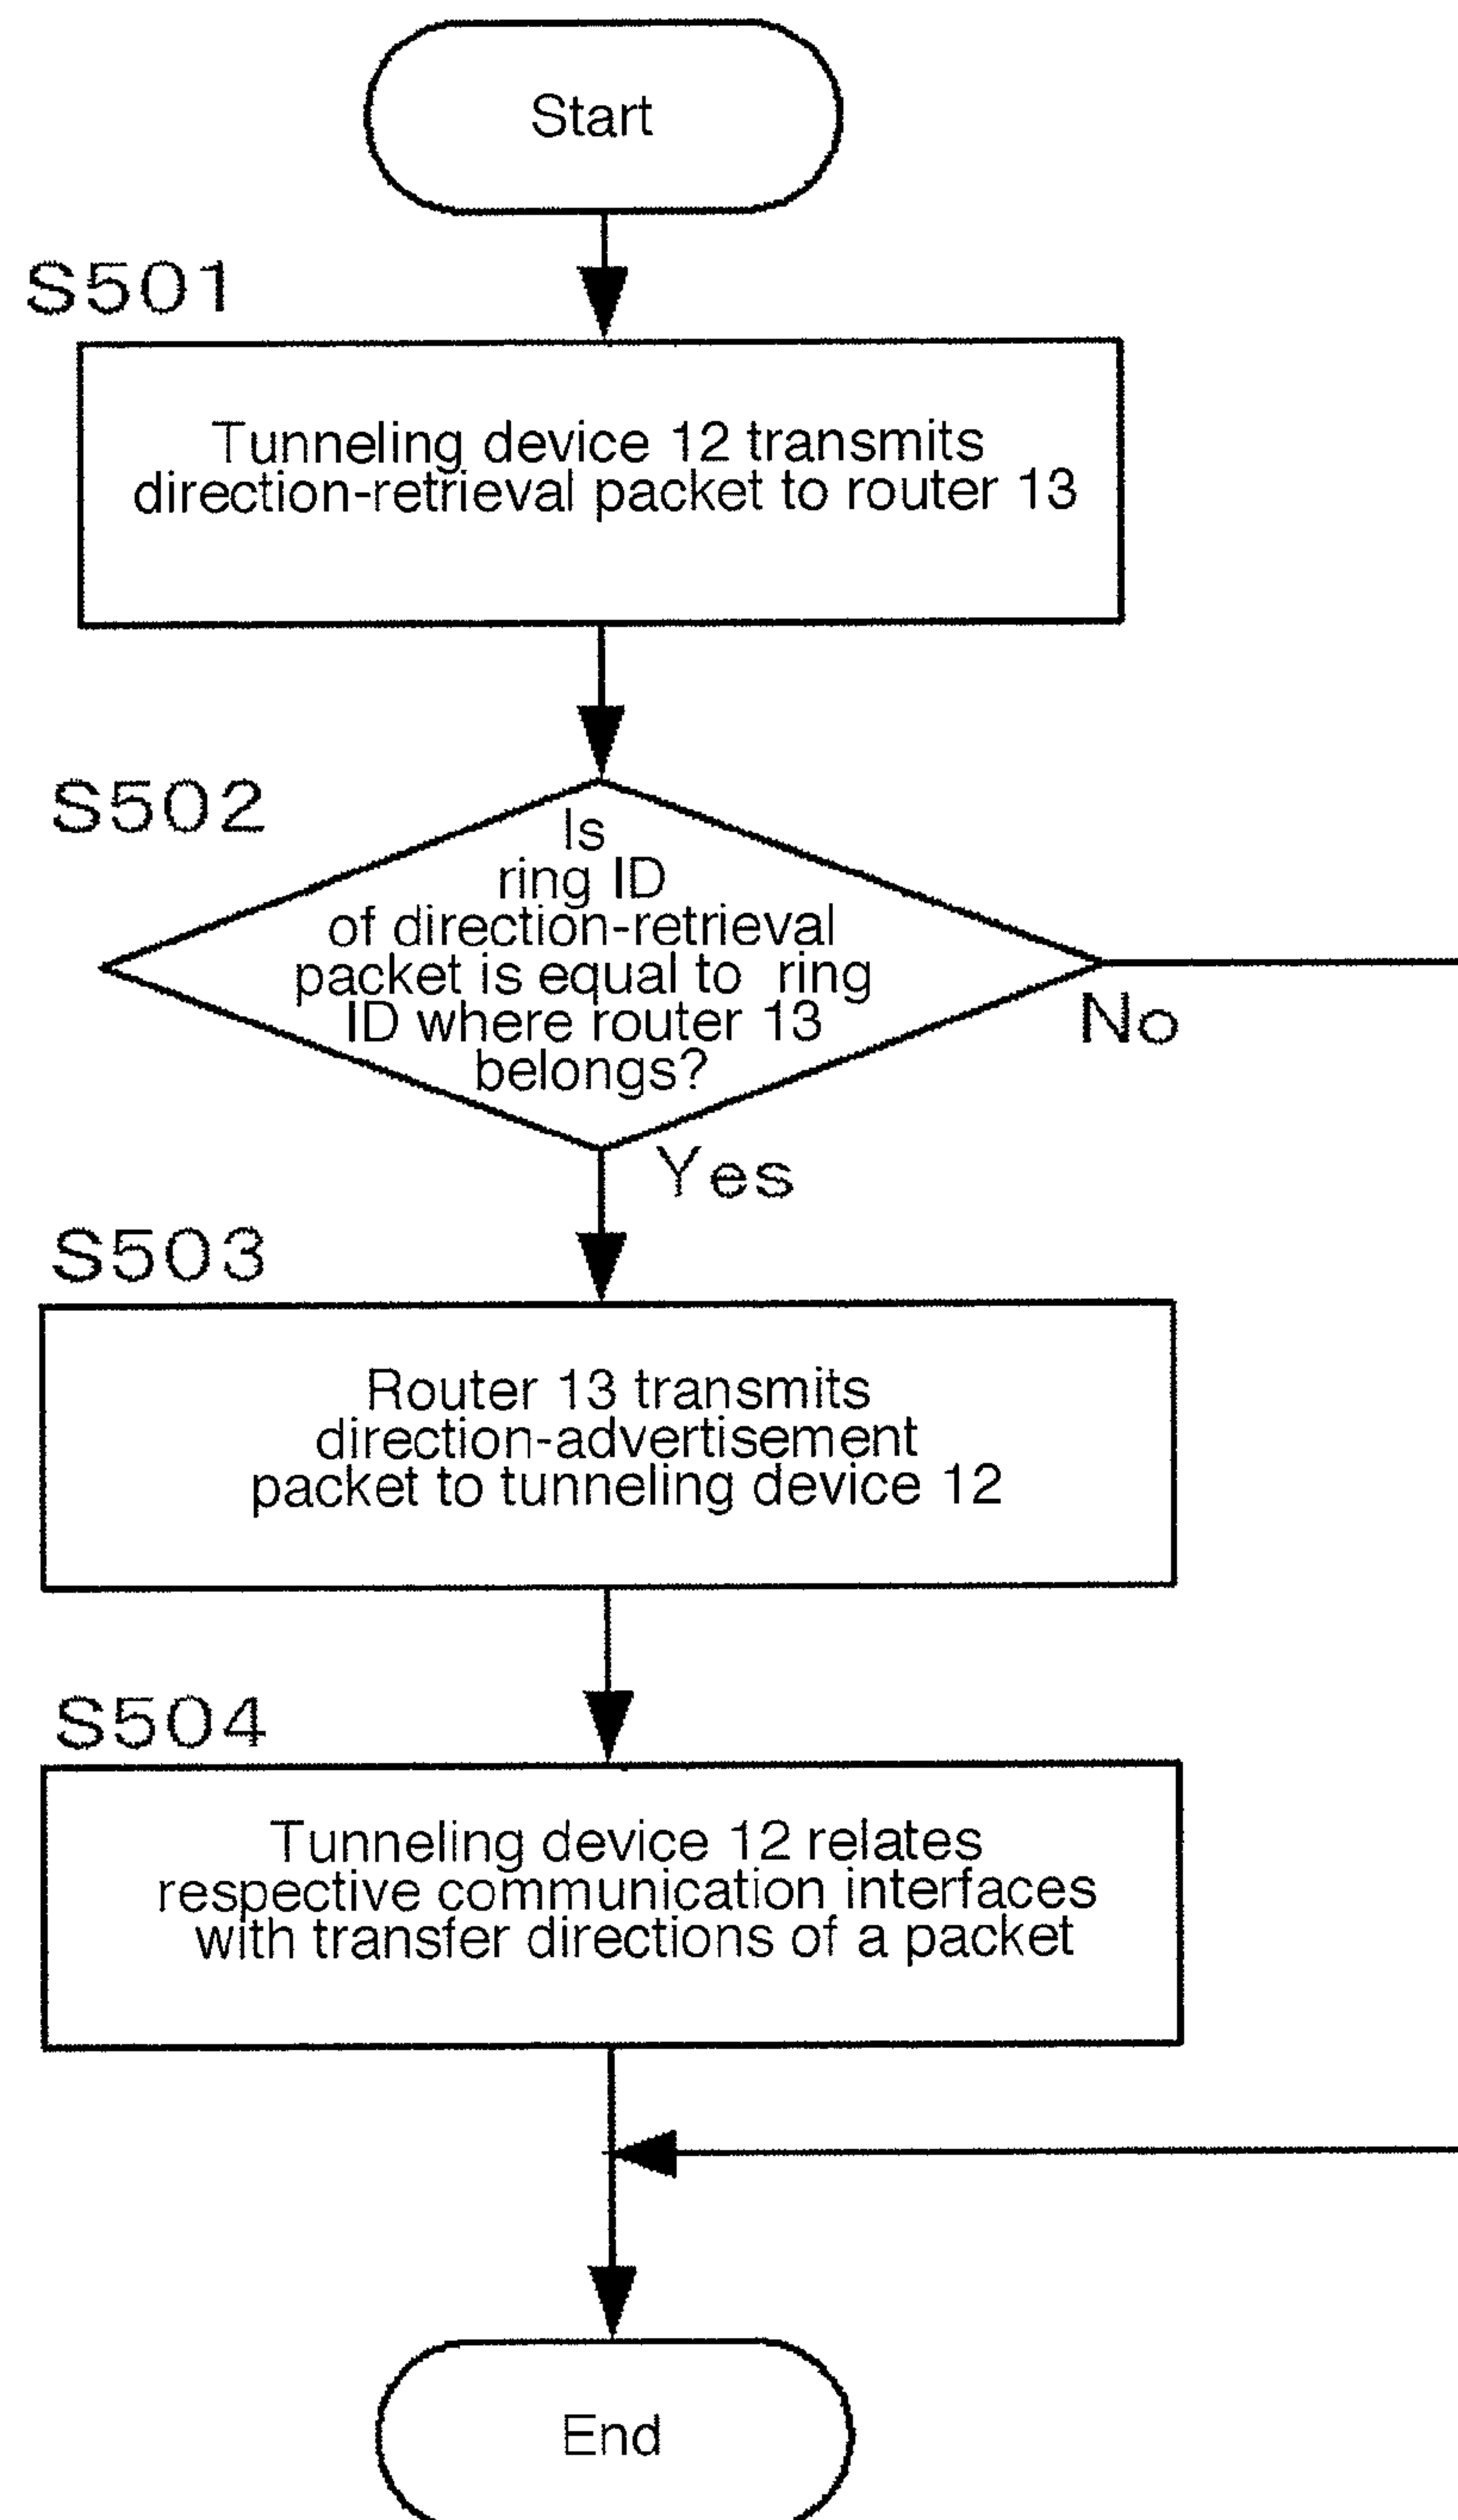 Start
S501
Tunneling device 12 transmits
direction-retrieval packet to router 13
S502
Is
ring ID
of direction-retrieval
packet is equal to ring
ID where router 13
belongs?
No
Yes
S503
Router 13 transmits
direction-advertisement
packet to tunneling device 12
S504
Tunneling device 12 relates
respective communication interfaces
with transfer directions of a packet
End